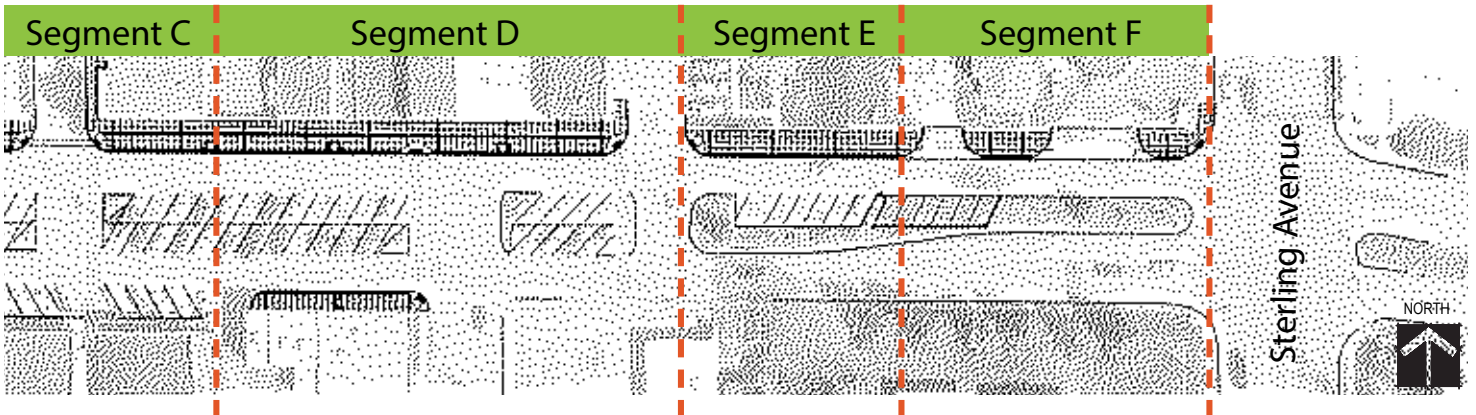 Segment C
Segment D
Segment E
Segment F
Sterling Avenue
NORTH